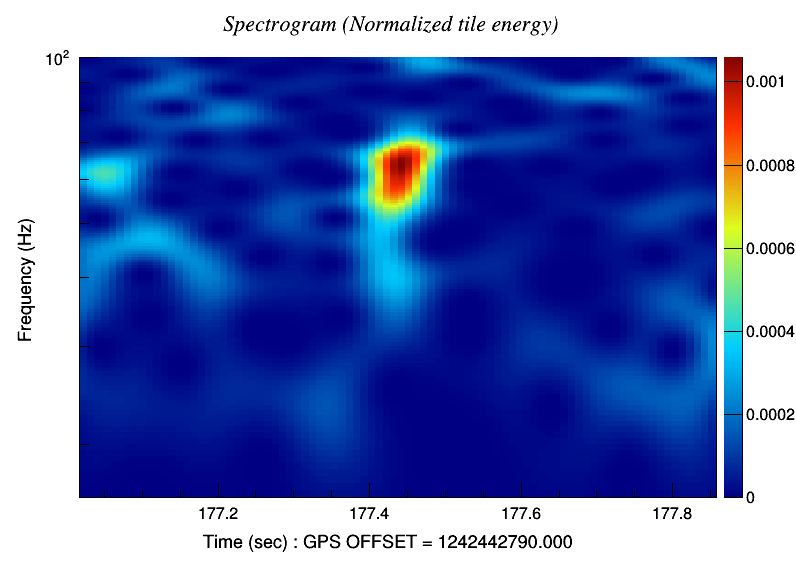 Spectrogram (Normalized tile energy)
10²
0.001
0.0008
0.0006
0.0004
0.0002
0
Frequency (Hz)
177.2 177.4 177.6 177.8
Time (sec) : GPS OFFSET = 1242442790.000